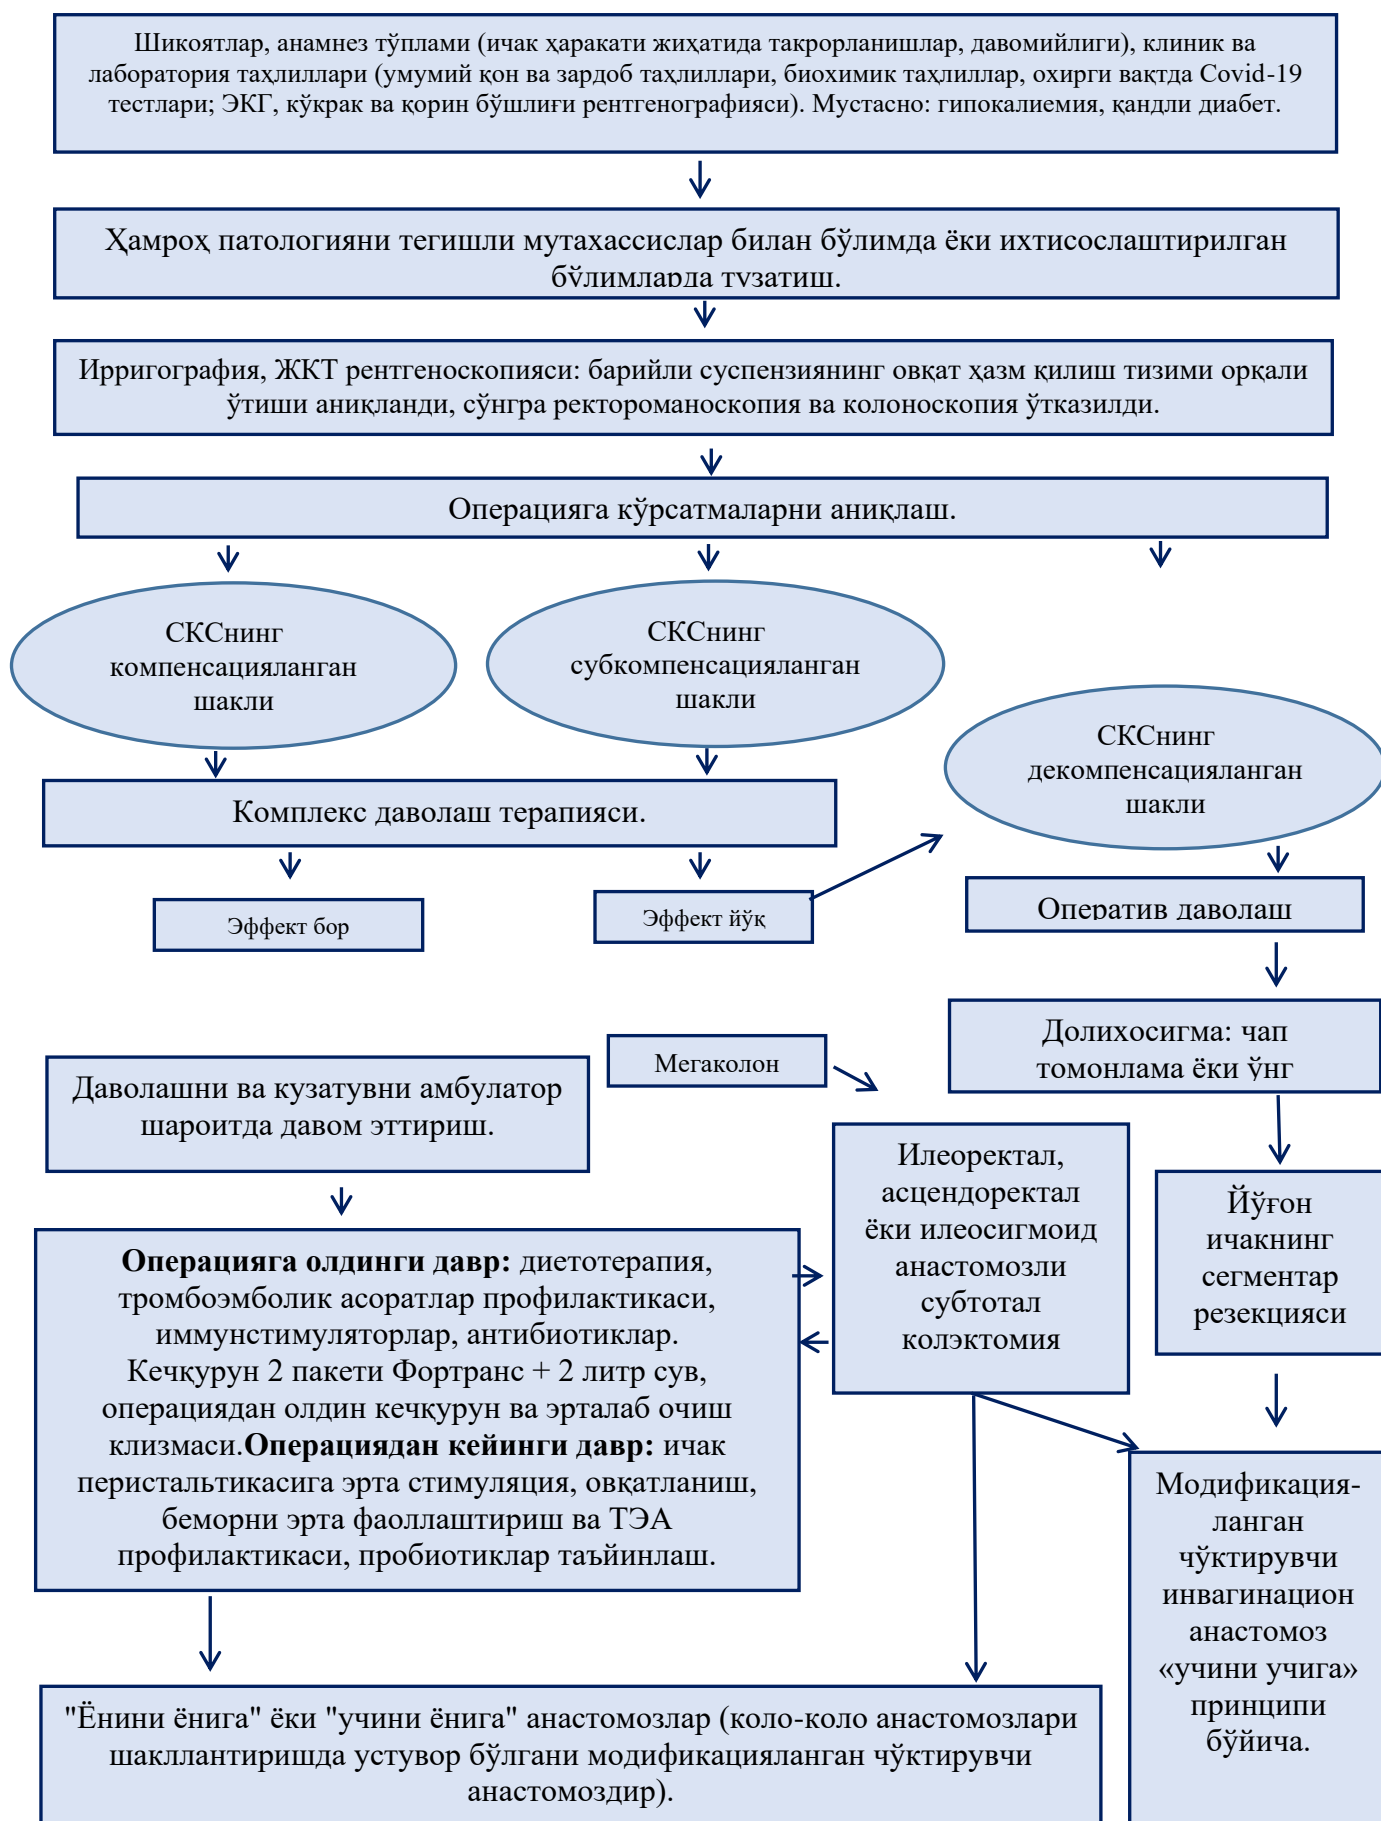 Шикоятлар, анамнез тўплами (ичак ҳаракати жиҳатида такрорланишлар, давомийлиги), клиник ва
лаборатория таҳлиллари (умумий қон ва зардоб таҳлиллари, биохимик таҳлиллар, охирги вақтда Covid-19
тестлари; ЭКГ, кўкрак ва қорин бўшлиғи рентгенографияси). Мустасно: гипокалиемия, қандли диабет.
Ҳамроҳ патологияни тегишли мутахассислар билан бўлимда ёки ихтисослаштирилган
бўлимларда тузатиш.
Ирригография, ЖКТ рентгеноскопияси: барийли суспензиянинг овқат ҳазм қилиш тизими орқали
ўтиши аниқланди, сўнгра ректороманоскопия ва колоноскопия ўтказилди.
Операцияга кўрсатмаларни аниқлаш.
СКСнинг
компенсацияланган
шакли
СКСнинг
субкомпенсацияланган
шакли
СКСнинг
декомпенсацияланган
шакли
Комплекс даволаш терапияси.
Эффект бор
Эффект йўқ
Оператив даволаш
Долихосигма: чап
томонлама ёки ўнг
Мегаколон
Даволашни ва кузатувни амбулатор
шароитда давом эттириш.
Илеоректал,
асцендоректал
ёки илеосигмоид
анастомозли
субтотал
колэктомия
Йўғон
ичакнинг
сегментар
резекцияси
Операцияга олдинги давр: диетотерапия,
тромбоэмболик асоратлар профилактикаси,
иммунстимуляторлар, антибиотиклар.
Кечқурун 2 пакети Фортранс + 2 литр сув,
операциядан олдин кечқурун ва эрталаб очиш
клизмаси.Операциядан кейинги давр: ичак
перистальтикасига эрта стимуляция, овқатланиш,
беморни эрта фаоллаштириш ва ТЭА
профилактикаси, пробиотиклар таъйинлаш.
Модификация-
ланган
чўктирувчи
инвагинацион
анастомоз
«учини учига»
принципи
бўйича.
"Ёнини ёнига" ёки "учини ёнига" анастомозлар (коло-коло анастомозлари
шакллантиришда устувор бўлгани модификацияланган чўктирувчи
анастомоздир).